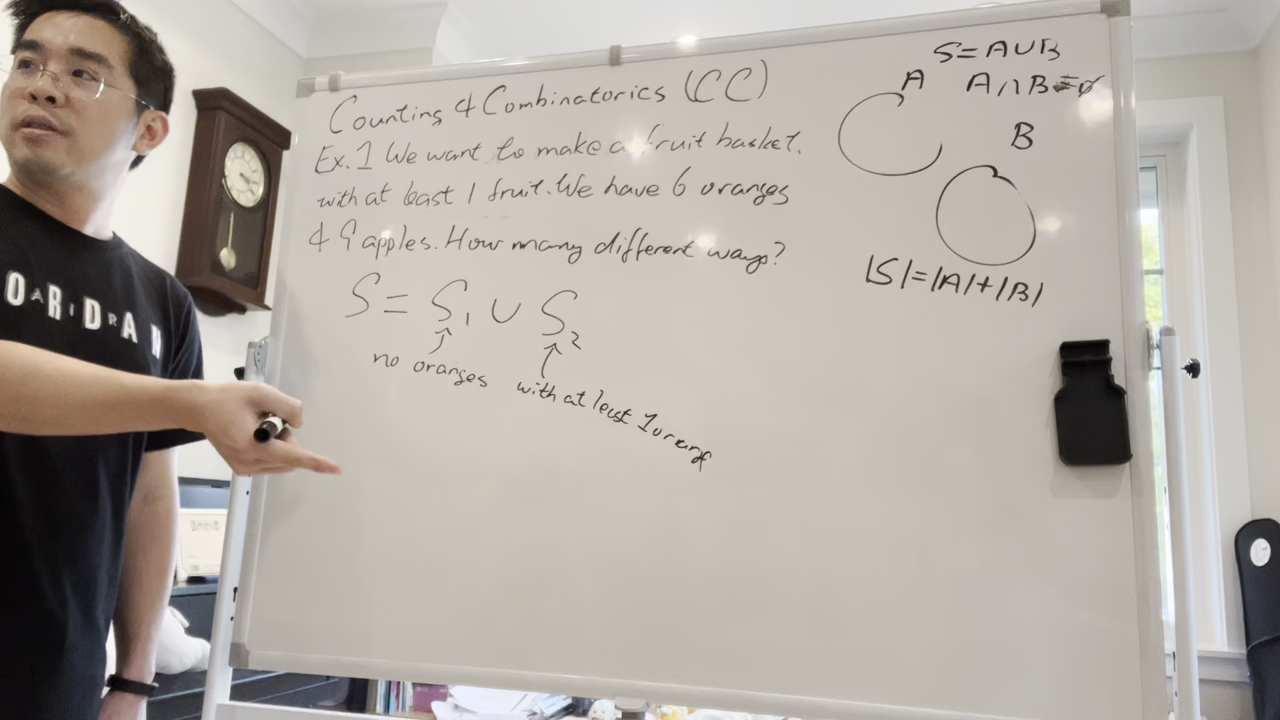 Counting & Combinatorics (CC)
Ex. 1 We want to make a fruit basket.
with at least 1 fruit. We have 6 oranges
& 9 apples. How many different ways?
S = S₁ ∪ S₂
no oranges
with at least 1 orange
S = A∪B
A A∩B=∅
B
|S|=|A|+|B|
JORDAN
AIR